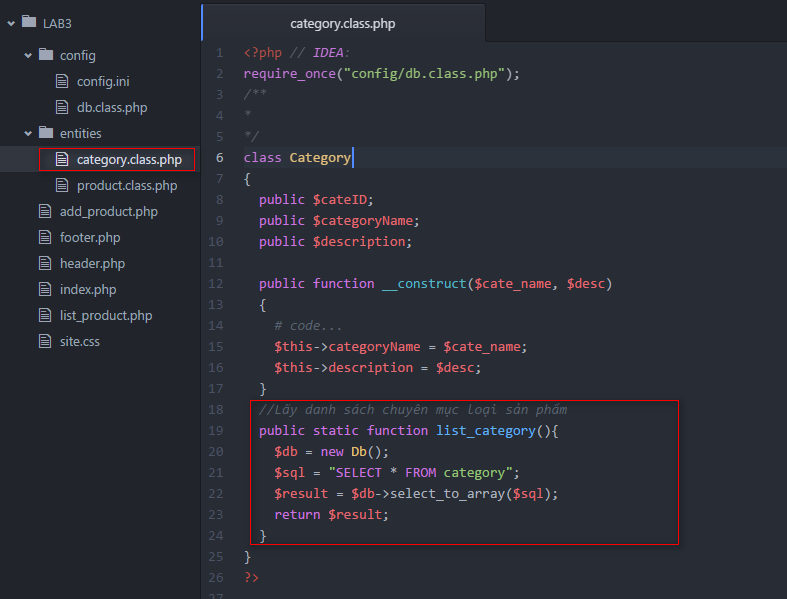 LAB3
config
config.ini
db.class.php
entities
category.class.php
product.class.php
add_product.php
footer.php
header.php
index.php
list_product.php
site.css
category.class.php
1 <?php // IDEA:
2 require_once("config/db.class.php");
3 /**
4 *
5 */
6 class Category
7 {
8 public $cateID;
9 public $categoryName;
10 public $description;
11
12 public function __construct($cate_name, $desc)
13 {
14 # code...
15 $this->categoryName = $cate_name;
16 $this->description = $desc;
17 }
18 //Lấy danh sách chuyên mục loại sản phẩm
19 public static function list_category(){
20 $db = new Db();
21 $sql = "SELECT * FROM category";
22 $result = $db->select_to_array($sql);
23 return $result;
24 }
25 }
26 ?>
27